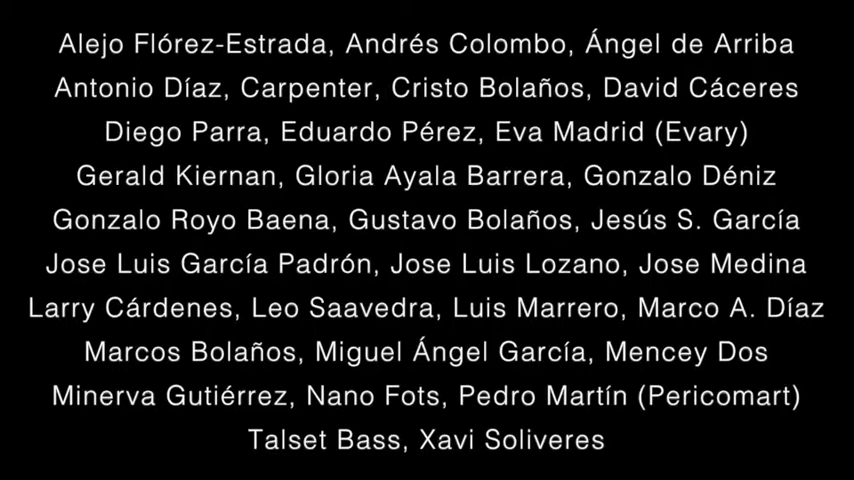 Alejo Flórez-Estrada, Andrés Colombo, Ángel de Arriba
Antonio Díaz, Carpenter, Cristo Bolaños, David Cáceres
Diego Parra, Eduardo Pérez, Eva Madrid (Evary)
Gerald Kiernan, Gloria Ayala Barrera, Gonzalo Déniz
Gonzalo Royo Baena, Gustavo Bolaños, Jesús S. García
Jose Luis García Padrón, Jose Luis Lozano, Jose Medina
Larry Cárdenes, Leo Saavedra, Luis Marrero, Marco A. Díaz
Marcos Bolaños, Miguel Ángel García, Mencey Dos
Minerva Gutiérrez, Nano Fots, Pedro Martín (Pericomart)
Talset Bass, Xavi Soliveres